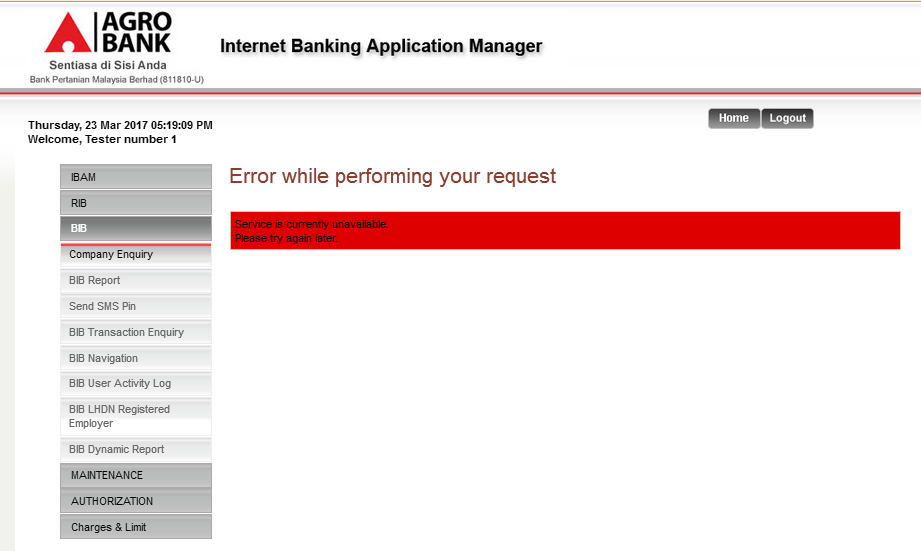 AGRO
BANK
Sentiasa di Sisi Anda
Bank Pertanian Malaysia Berhad (811810-U)
Internet Banking Application Manager
Thursday, 23 Mar 2017 05:19:09 PM
Welcome, Tester number 1
Home
Logout
IBAM
RIB
BIB
Company Enquiry
BIB Report
Send SMS Pin
BIB Transaction Enquiry
BIB Navigation
BIB User Activity Log
BIB LHDN Registered
Employer
BIB Dynamic Report
MAINTENANCE
AUTHORIZATION
Charges & Limit
Error while performing your request
Service is currently unavailable.
Please try again later.